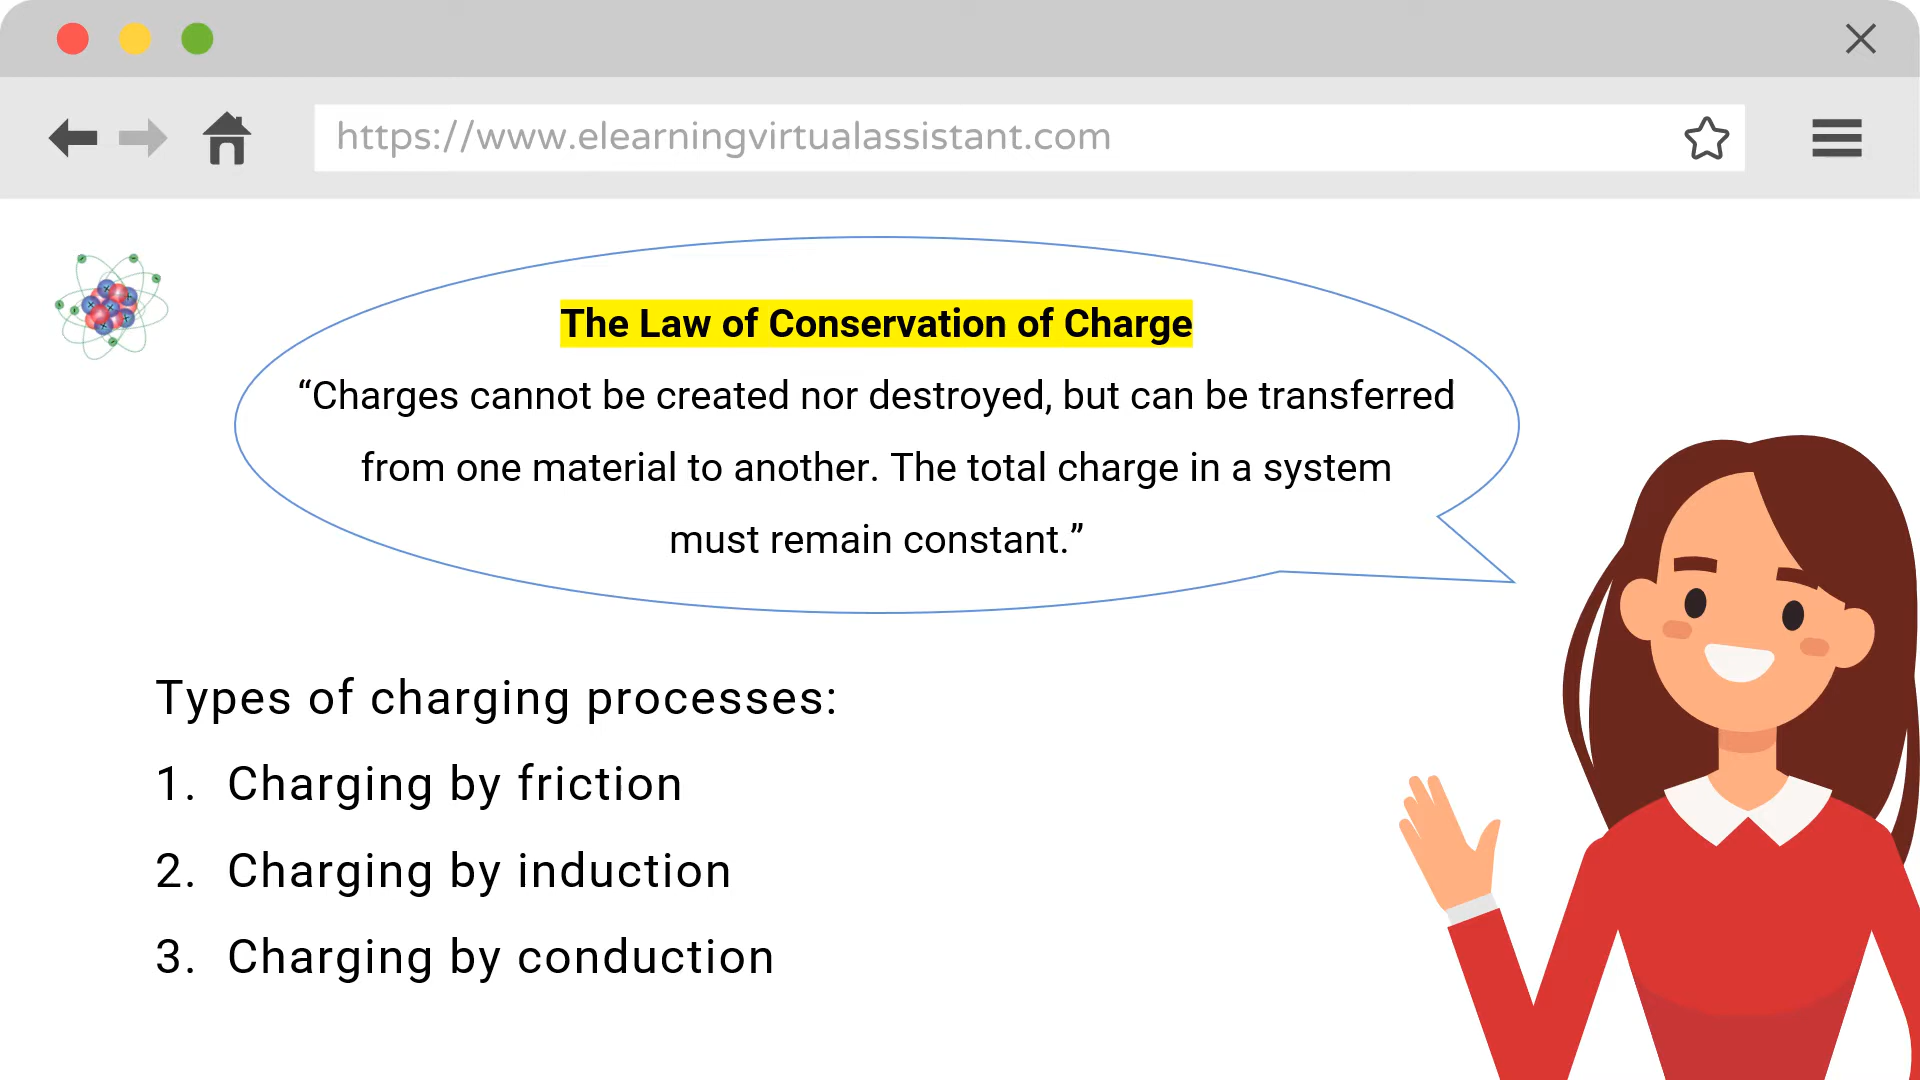 https://www.elearningvirtualassistant.com
The Law of Conservation of Charge
“Charges cannot be created nor destroyed, but can be transferred
from one material to another. The total charge in a system
must remain constant.”
Types of charging processes:
1. Charging by friction
2. Charging by induction
3. Charging by conduction